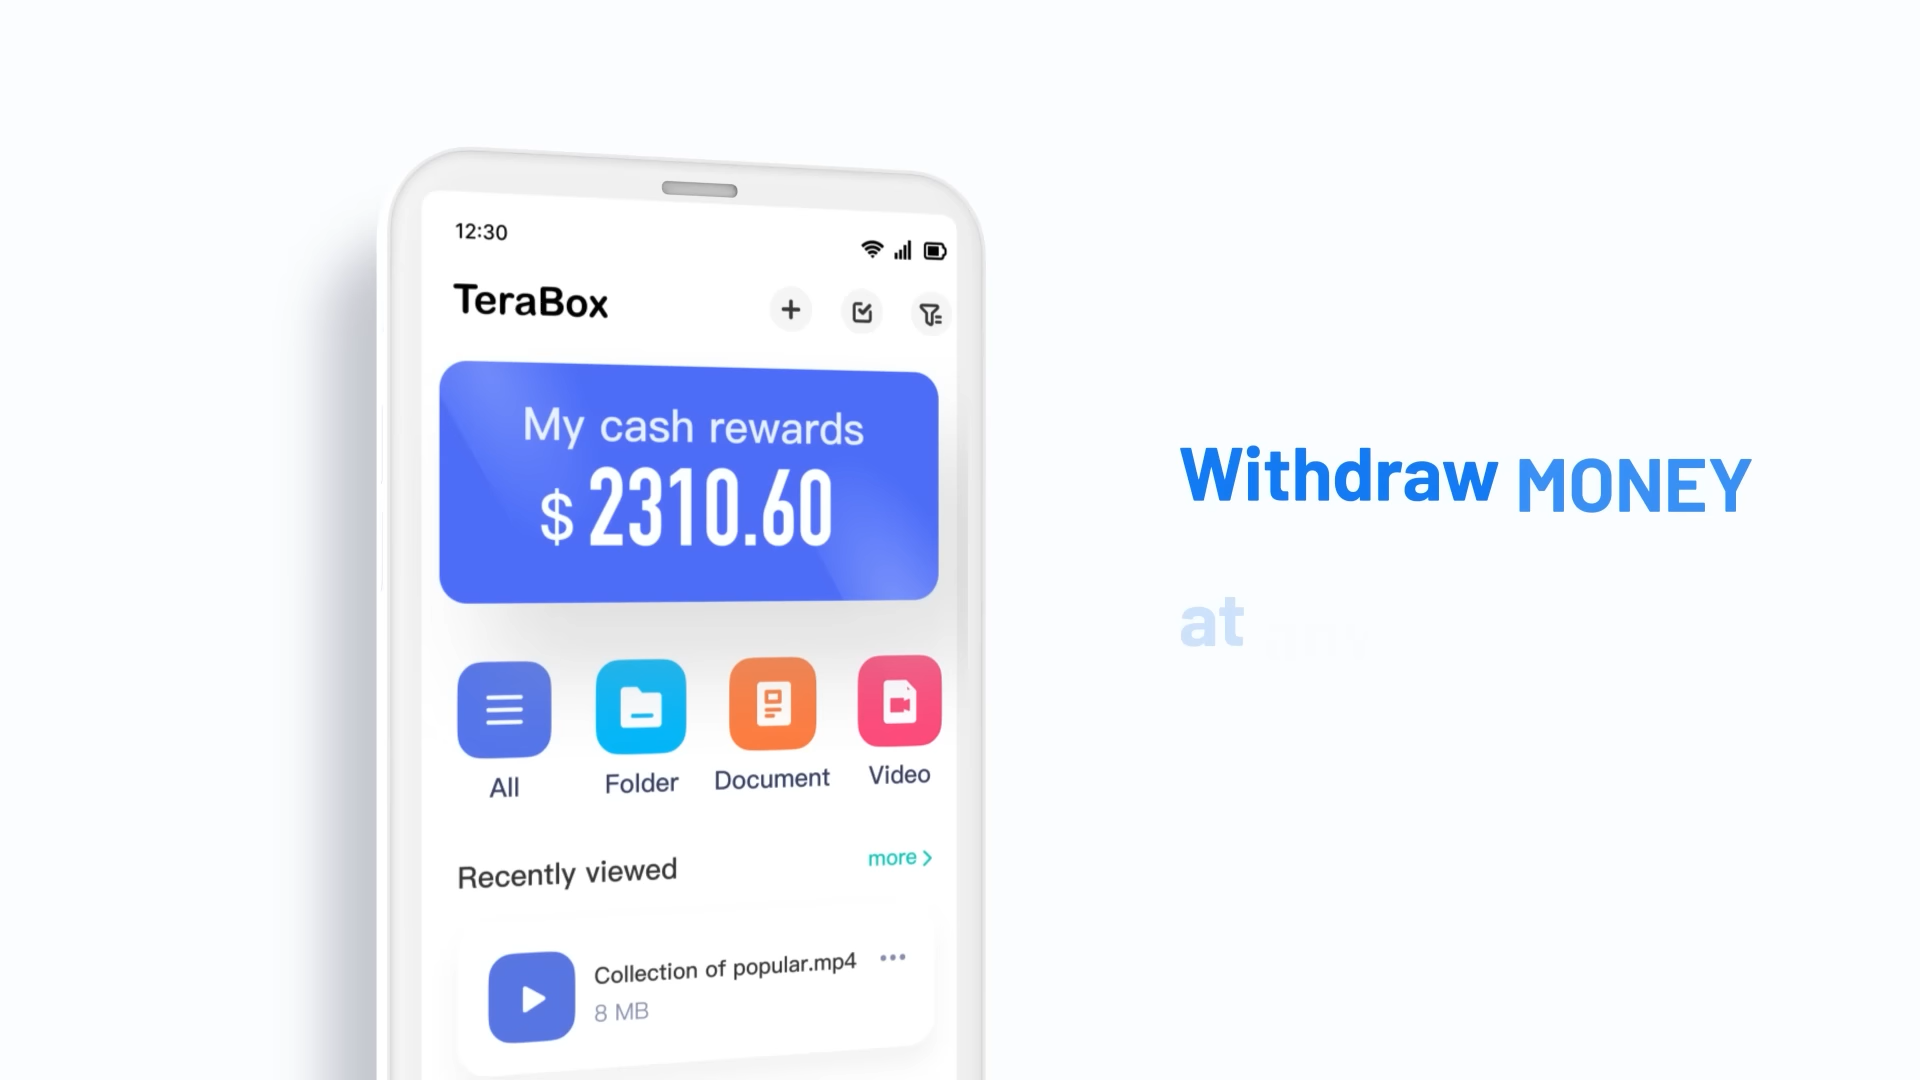 12:30
TeraBox
My cash rewards
$ 2310.60
All
Folder
Document
Video
Recently viewed
more
Collection of popular.mp4
8 MB
Withdraw MONEY
at any